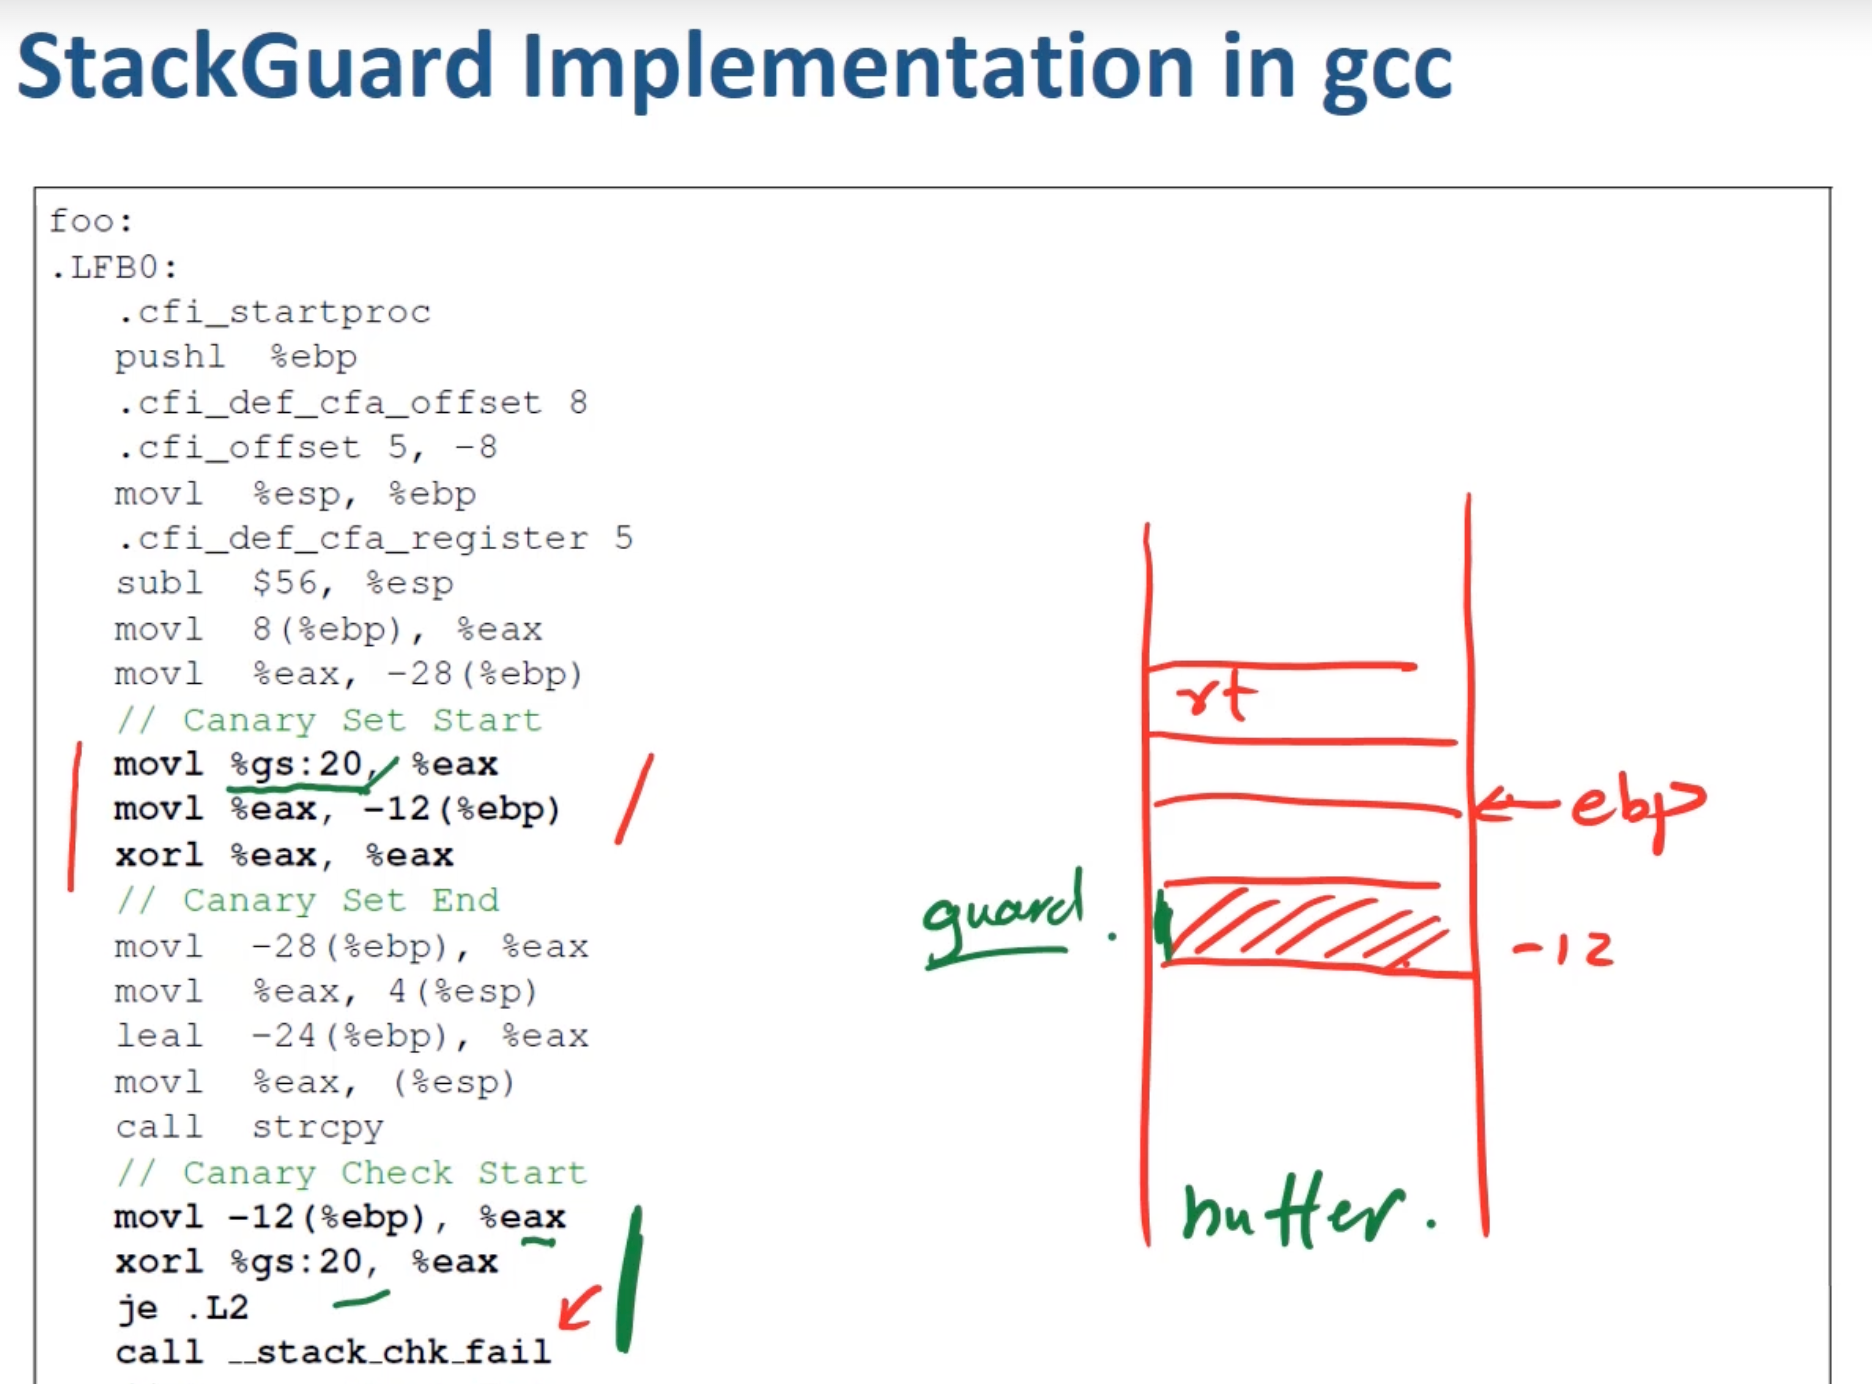 StackGuard Implementation in gcc
foo:
.LFB0:
.cfi_startproc
pushl %ebp
.cfi_def_cfa_offset 8
.cfi_offset 5, -8
movl %esp, %ebp
.cfi_def_cfa_register 5
subl $56, %esp
movl 8(%ebp), %eax
movl %eax, -28(%ebp)
// Canary Set Start
movl %gs:20, %eax
movl %eax, -12(%ebp)
xorl %eax, %eax
// Canary Set End
movl -28(%ebp), %eax
movl %eax, 4(%esp)
leal -24(%ebp), %eax
movl %eax, (%esp)
call strcpy
// Canary Check Start
movl -12(%ebp), %eax
xorl %gs:20, %eax
je .L2
call __stack_chk_fail
rt
ebp
guard.
-12
buffer.